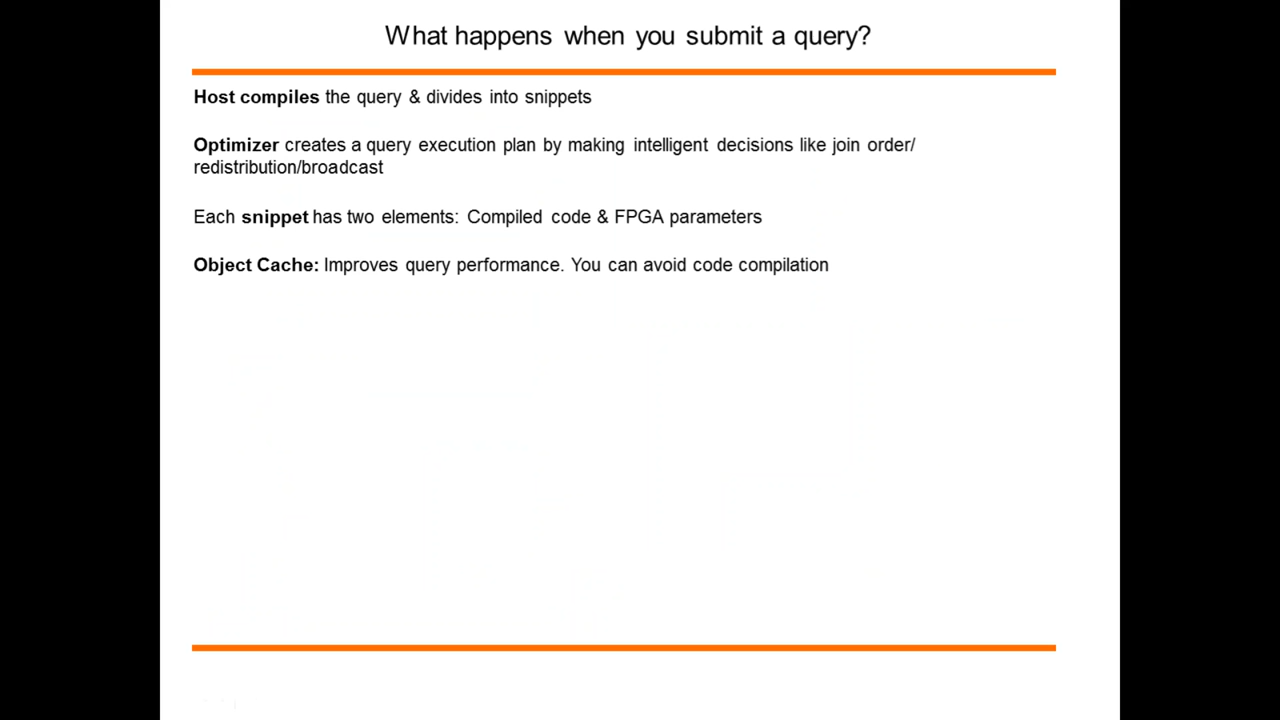 What happens when you submit a query?
Host compiles the query & divides into snippets
Optimizer creates a query execution plan by making intelligent decisions like join order/
redistribution/broadcast
Each snippet has two elements: Compiled code & FPGA parameters
Object Cache: Improves query performance. You can avoid code compilation